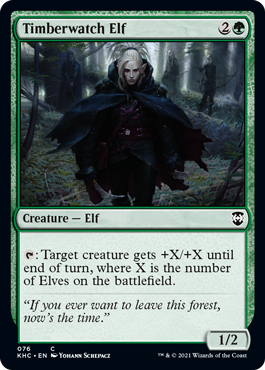 Timberwatch Elf 2
Creature — Elf
: Target creature gets +X/+X until
end of turn, where X is the number
of Elves on the battlefield.
“If you ever want to leave this forest,
now’s the time.”
1/2
076 C
KHC • EN YOHANN SCHEPACZ
™ & © 2021 Wizards of the Coast